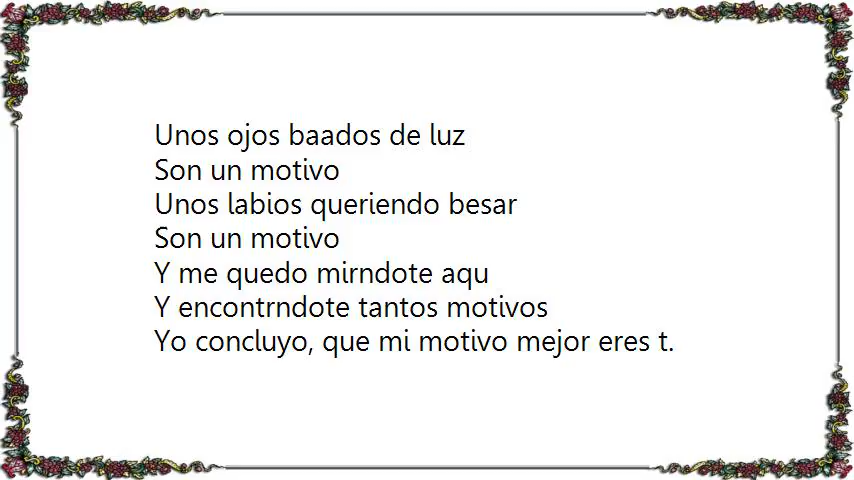 Unos ojos baados de luz
Son un motivo
Unos labios queriendo besar
Son un motivo
Y me quedo mirndote aqu
Y encontrndote tantos motivos
Yo concluyo, que mi motivo mejor eres t.